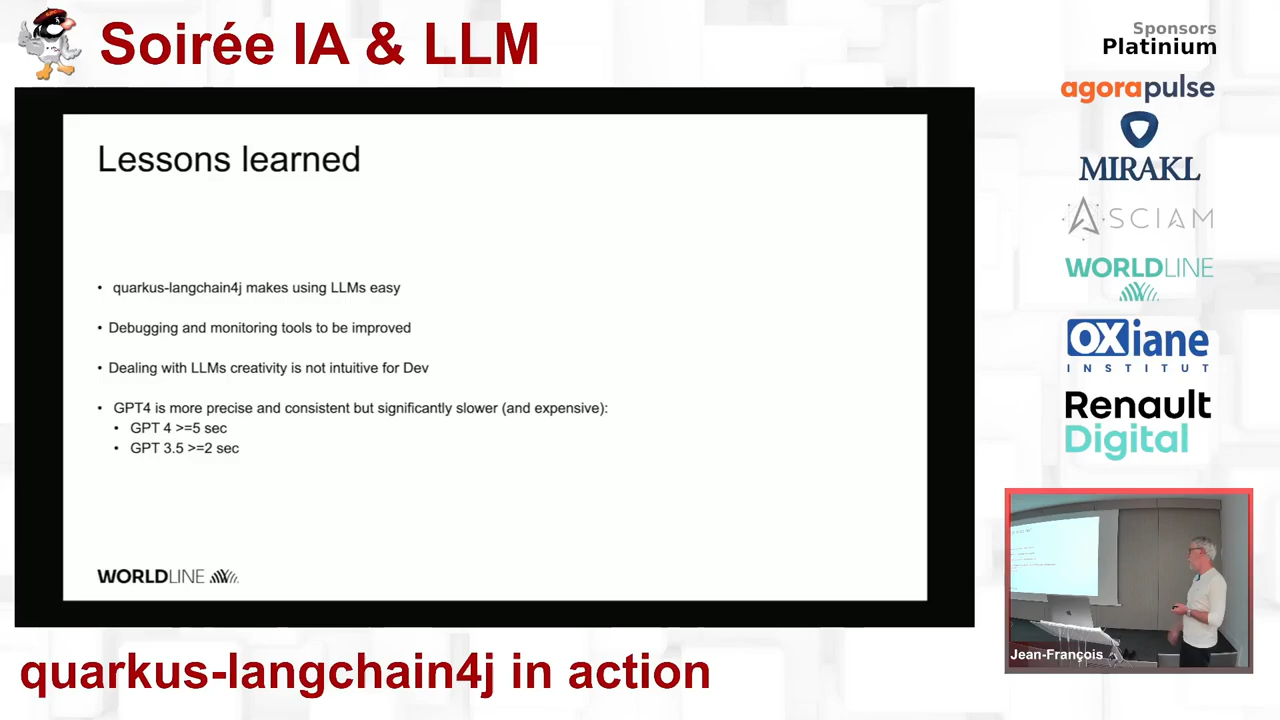 Soirée IA & LLM
Lessons learned
• quarkus-langchain4j makes using LLMs easy
• Debugging and monitoring tools to be improved
• Dealing with LLMs creativity is not intuitive for Dev
• GPT4 is more precise and consistent but significantly slower (and expensive):
• GPT 4 >=5 sec
• GPT 3.5 >=2 sec
WORLDLINE
quarkus-langchain4j in action
Sponsors
Platinium
agorapulse
MIRAKL
ASCIAM
WORLDLINE
OXiane
INSTITUT
Renault
Digital
Jean-François